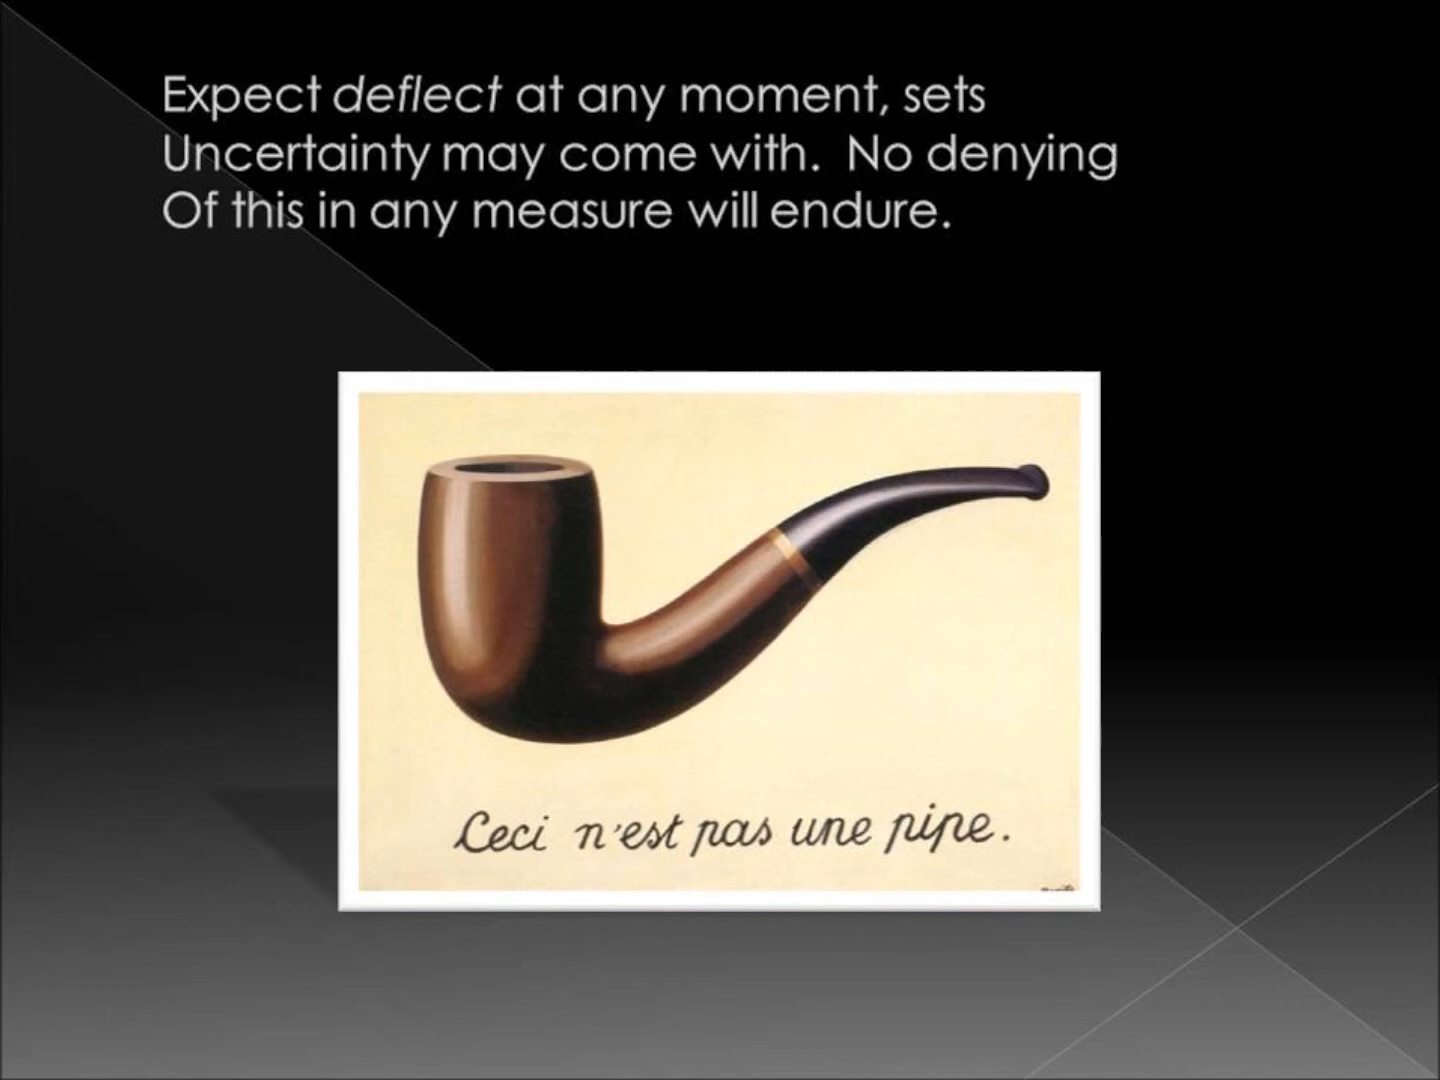 Expect deflect at any moment, sets
Uncertainty may come with.  No denying
Of this in any measure will endure.
Ceci n'est pas une pipe.